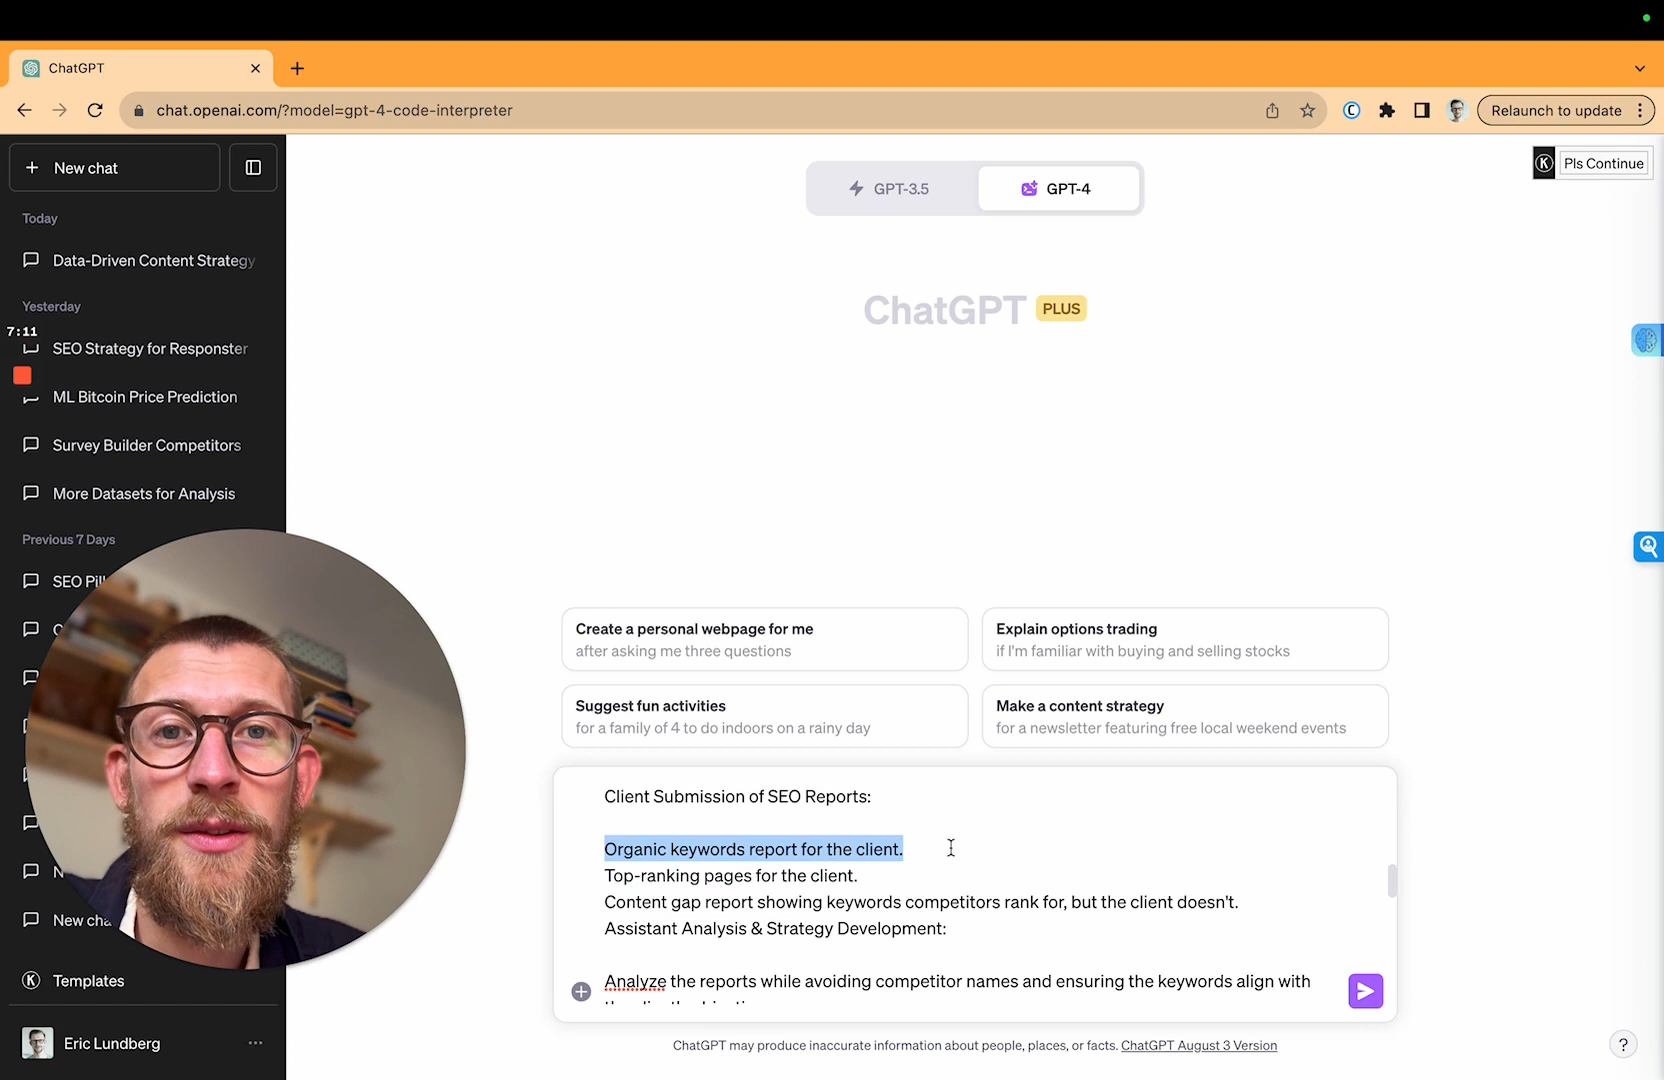 ChatGPT
chat.openai.com/?model=gpt-4-code-interpreter
Relaunch to update
New chat
GPT-3.5
GPT-4
Pls Continue
Today
Data-Driven Content Strategy
ChatGPT PLUS
Yesterday
7:11
SEO Strategy for Responster
ML Bitcoin Price Prediction
Survey Builder Competitors
More Datasets for Analysis
Previous 7 Days
SEO Pil
N
New cha
Templates
Eric Lundberg
Create a personal webpage for me
after asking me three questions
Explain options trading
if I'm familiar with buying and selling stocks
Suggest fun activities
for a family of 4 to do indoors on a rainy day
Make a content strategy
for a newsletter featuring free local weekend events
Client Submission of SEO Reports:
Organic keywords report for the client.
Top-ranking pages for the client.
Content gap report showing keywords competitors rank for, but the client doesn't.
Assistant Analysis & Strategy Development:
Analyze the reports while avoiding competitor names and ensuring the keywords align with
ChatGPT may produce inaccurate information about people, places, or facts. ChatGPT August 3 Version
?